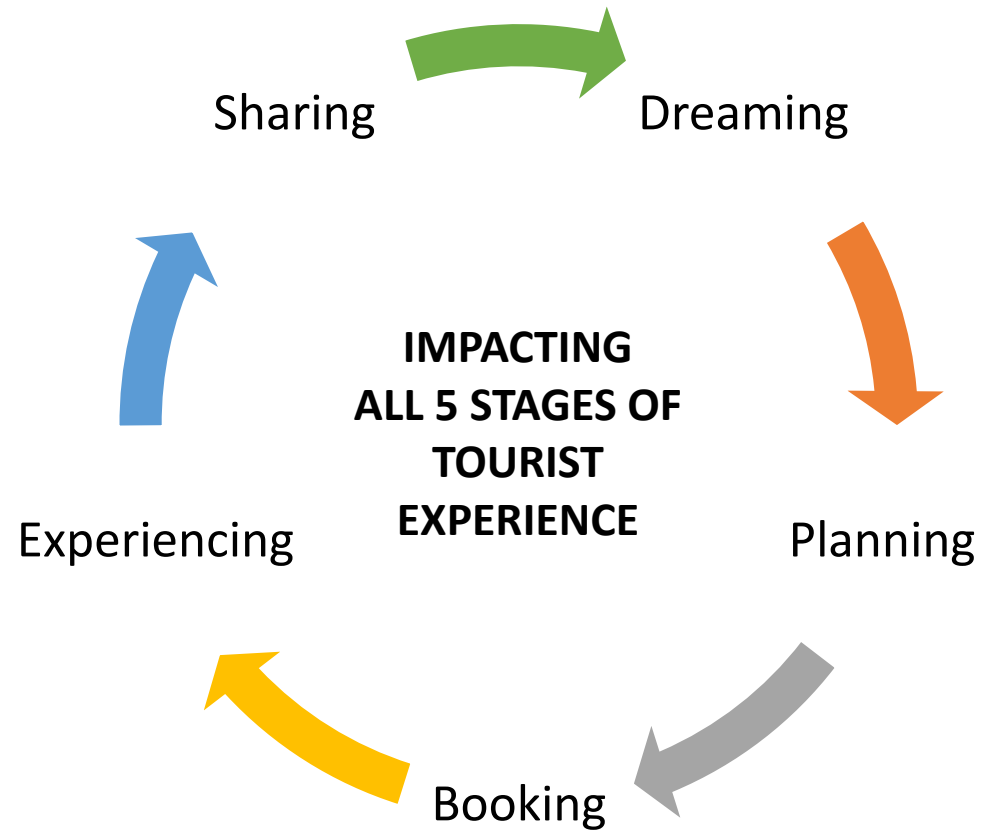 Sharing
Dreaming
IMPACTING
ALL 5 STAGES OF
TOURIST
EXPERIENCE
Experiencing
Planning
Booking